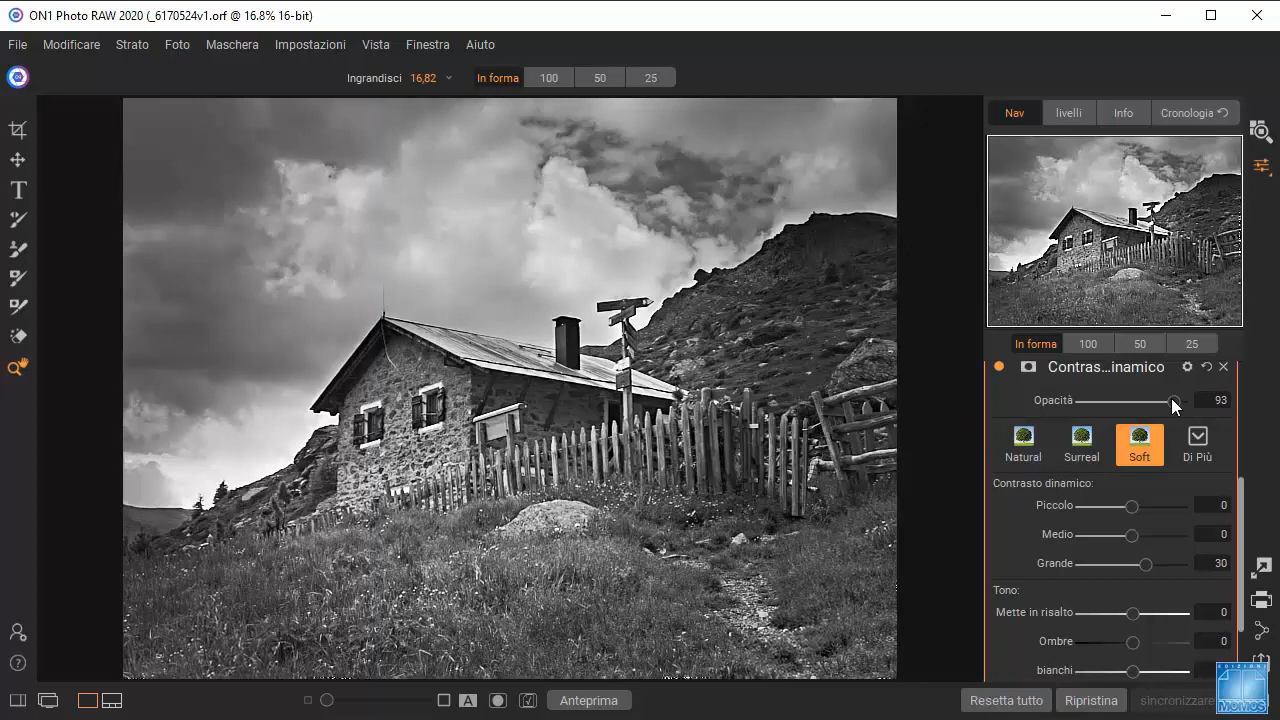 ON1 Photo RAW 2020 (_6170524v1.orf @ 16.8% 16-bit)
File Modificare Strato Foto Maschera Impostazioni Vista Finestra Aiuto
Ingrandisci 16,82 In forma 100 50 25
Nav livelli Info Cronologia
In forma 100 50 25
Contras...inamico
Opacità 93
Natural Surreal Soft Di Più
Contrasto dinamico:
Piccolo 0
Medio 0
Grande 30
Tono:
Mette in risalto 0
Ombre 0
bianchi
A Anteprima Resetta tutto Ripristina sincronizzare
EDIZIONI
MOMOS